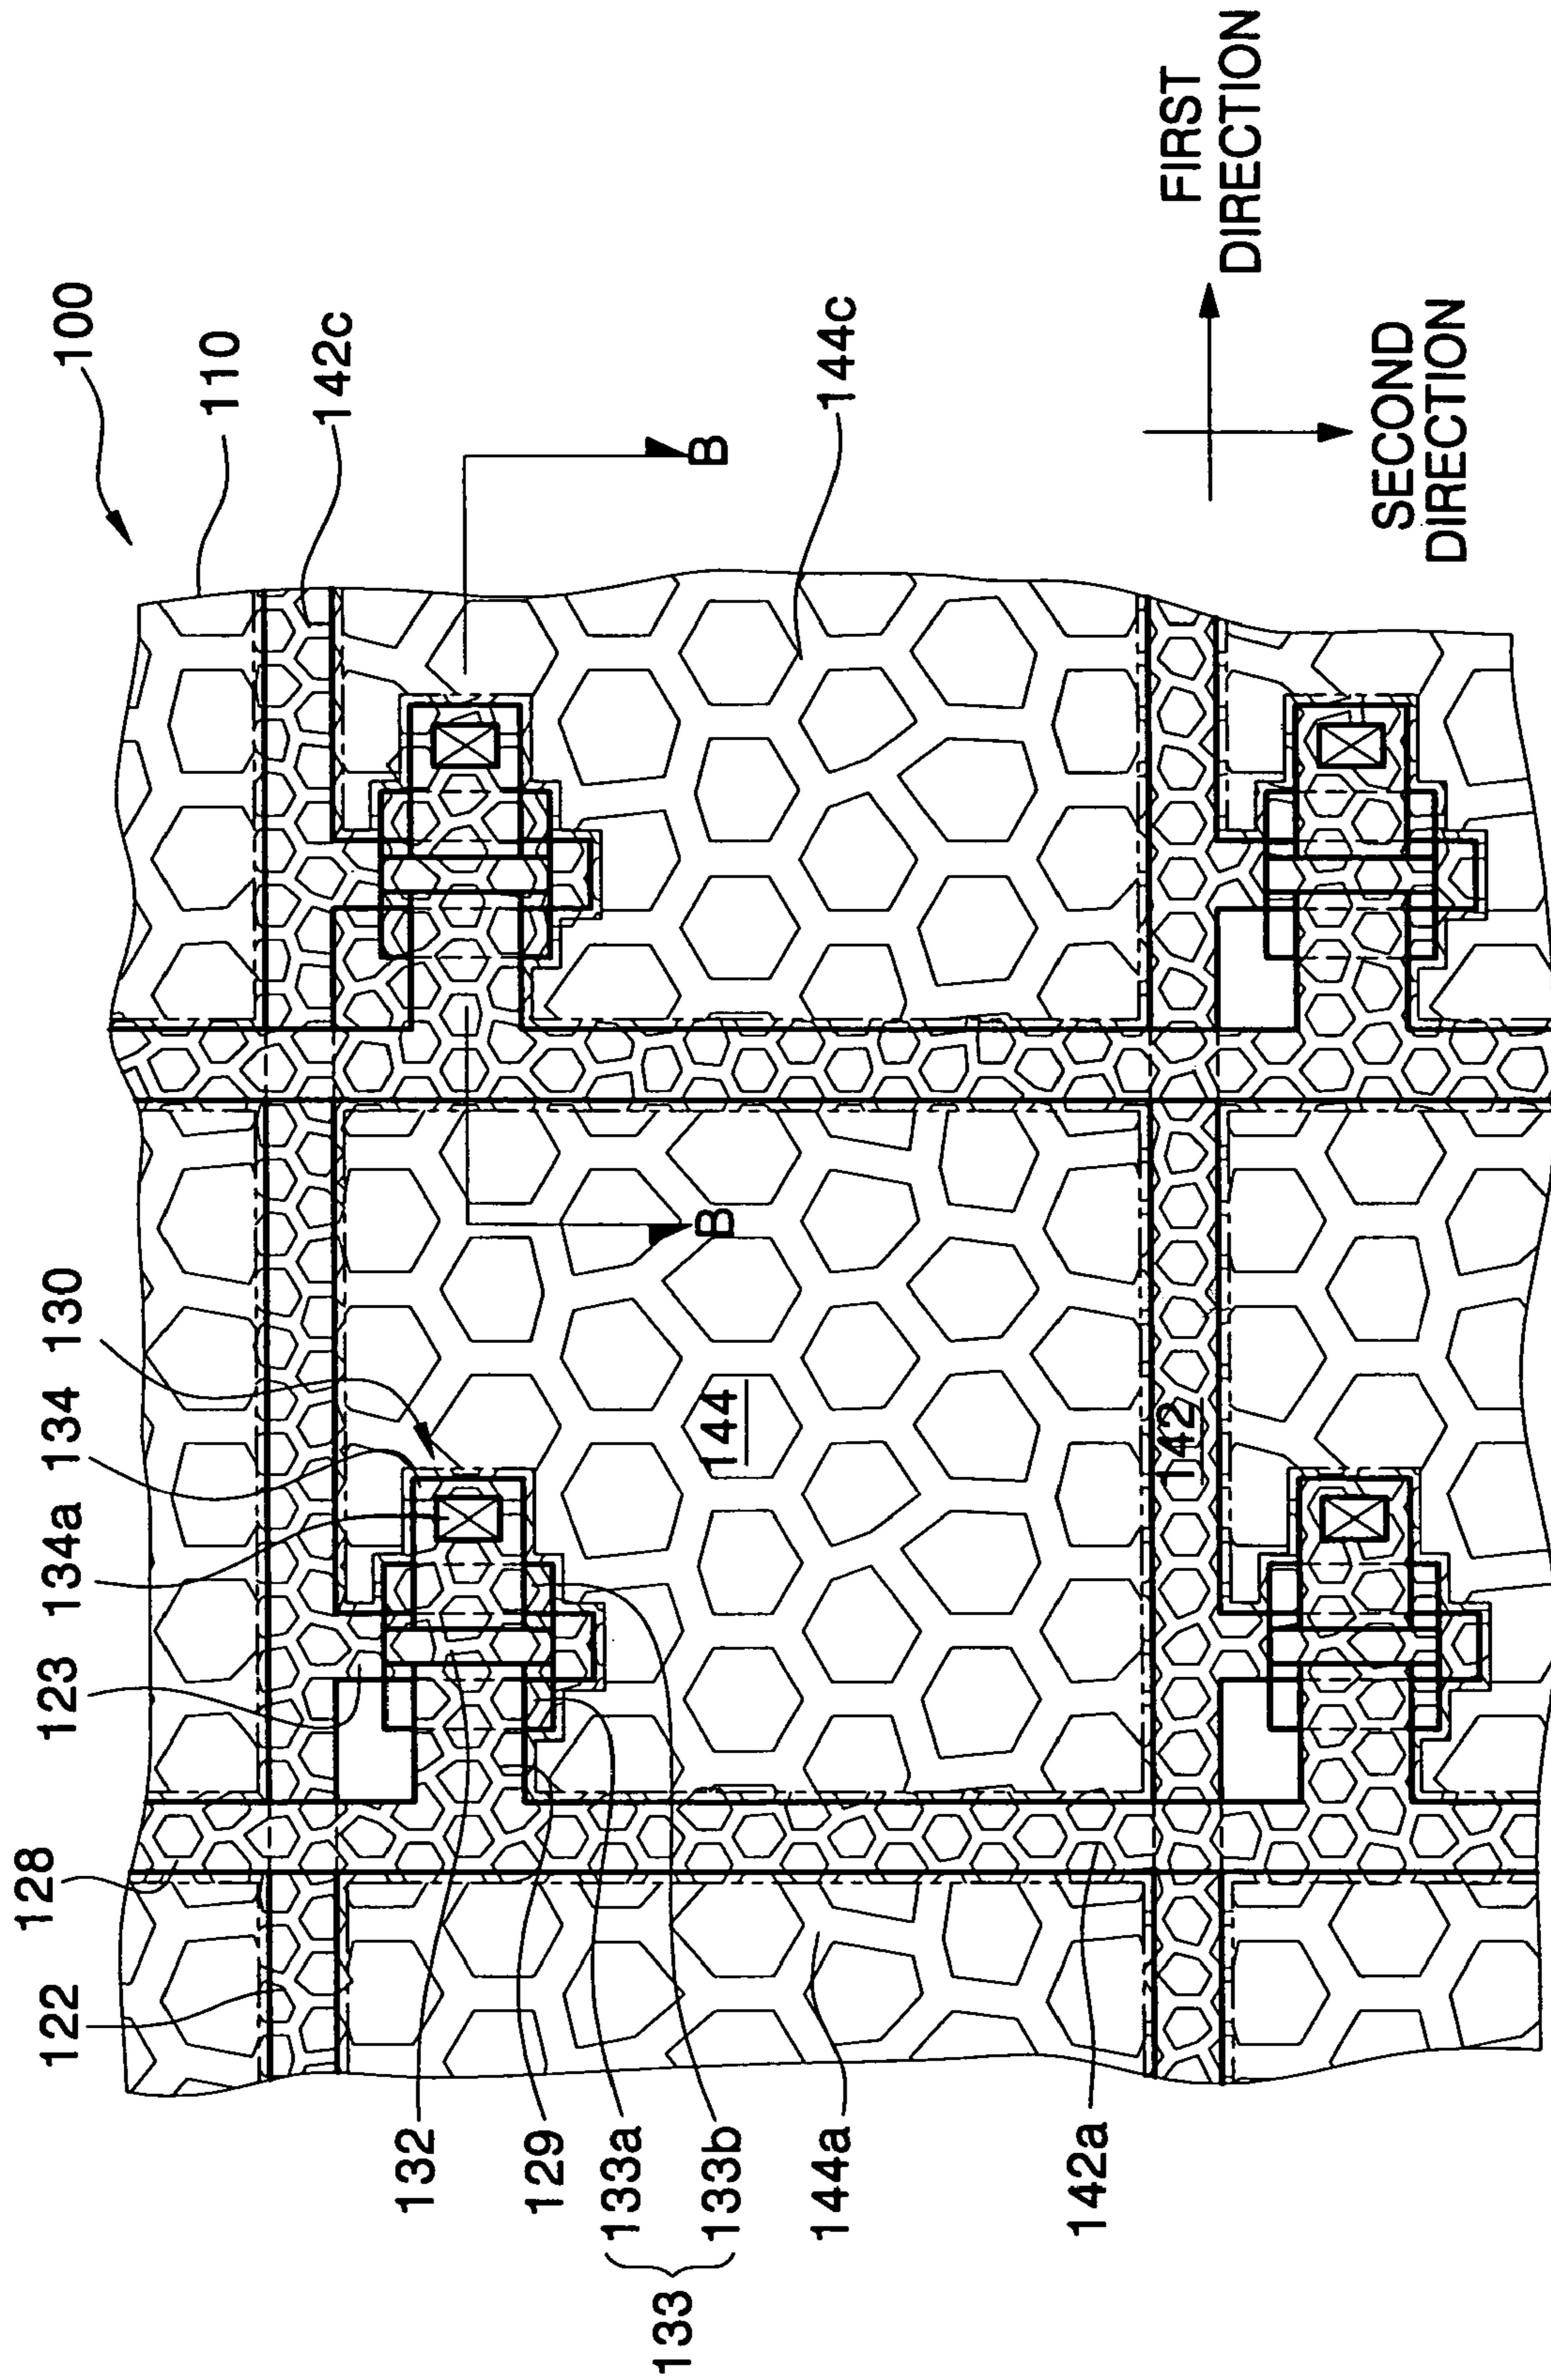 100
110
142c
144c
B
B
FIRST
DIRECTION
SECOND
DIRECTION
130
134
134a
123
128
122
144
142
132
129
133a
133b
133
144a
142a